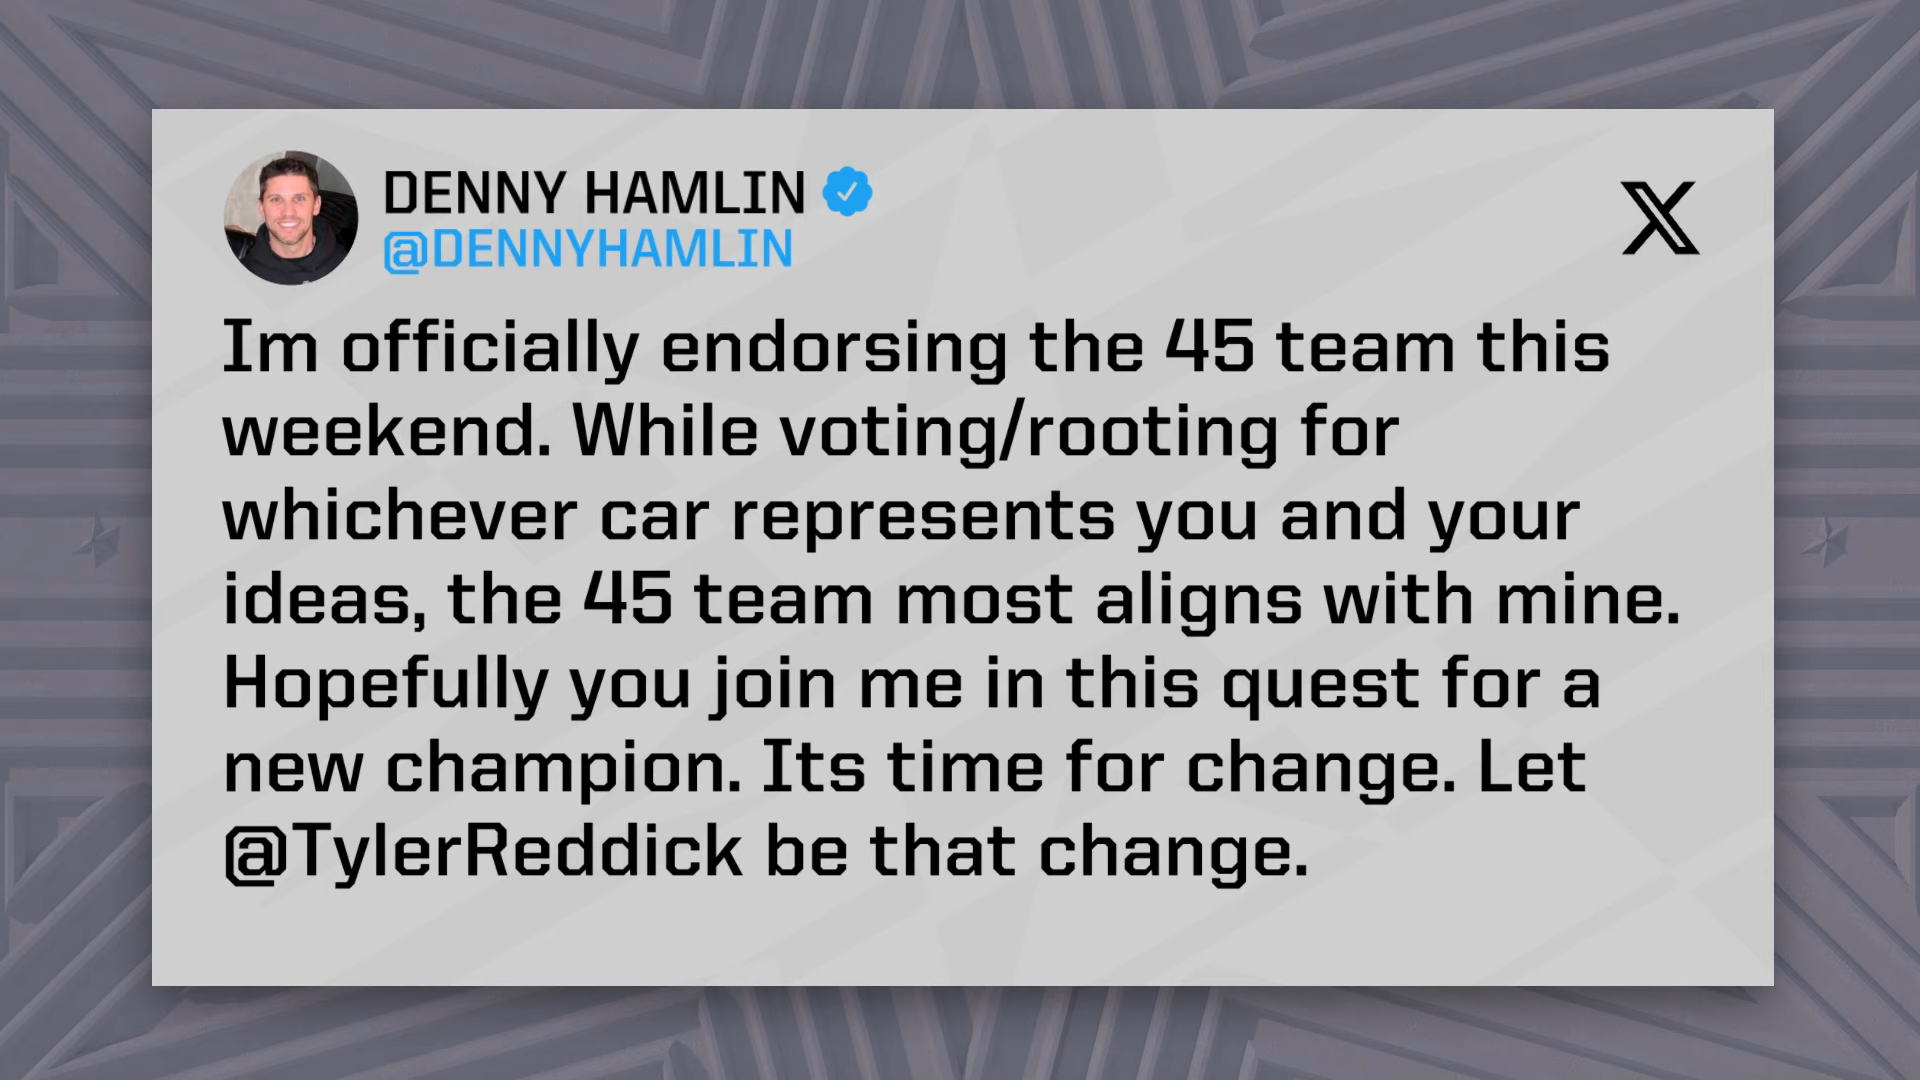 DENNY HAMLIN
@DENNYHAMLIN
Im officially endorsing the 45 team this
weekend. While voting/rooting for
whichever car represents you and your
ideas, the 45 team most aligns with mine.
Hopefully you join me in this quest for a
new champion. Its time for change. Let
@TylerReddick be that change.